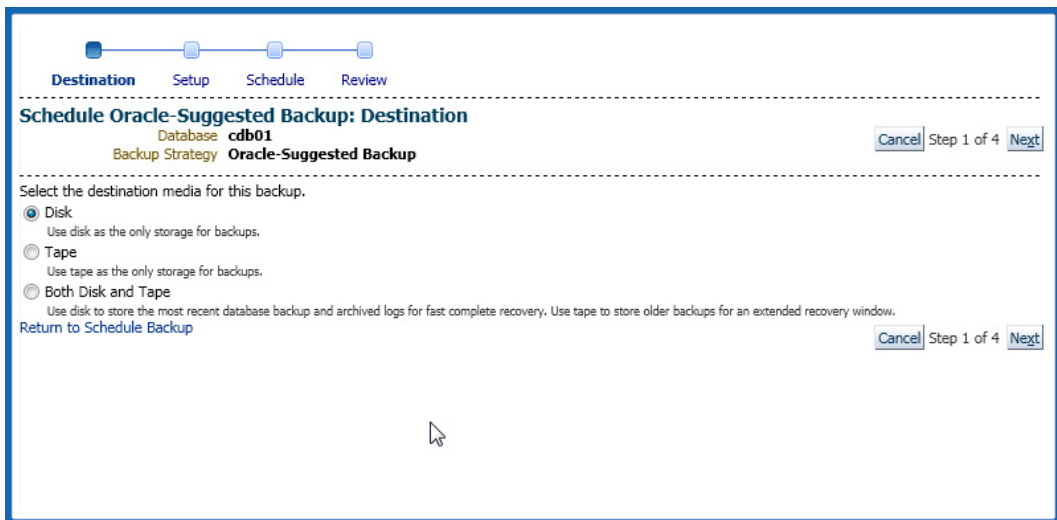 Destination Setup Schedule Review
Schedule Oracle-Suggested Backup: Destination
Database cdb01
Backup Strategy Oracle-Suggested Backup
Cancel Step 1 of 4 Next
Select the destination media for this backup.
Disk
Use disk as the only storage for backups.
Tape
Use tape as the only storage for backups.
Both Disk and Tape
Use disk to store the most recent database backup and archived logs for fast complete recovery. Use tape to store older backups for an extended recovery window.
Return to Schedule Backup
Cancel Step 1 of 4 Next